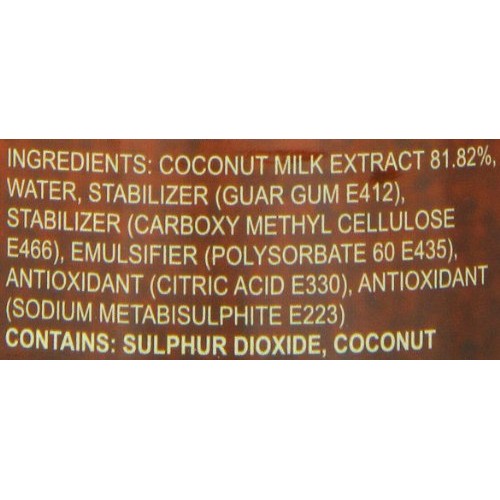 INGREDIENTS: COCONUT MILK EXTRACT 81.82%,
WATER, STABILIZER (GUAR GUM E412),
STABILIZER (CARBOXY METHYL CELLULOSE
E466), EMULSIFIER (POLYSORBATE 60 E435),
ANTIOXIDANT (CITRIC ACID E330), ANTIOXIDANT
(SODIUM METABISULPHITE E223)
CONTAINS: SULPHUR DIOXIDE, COCONUT